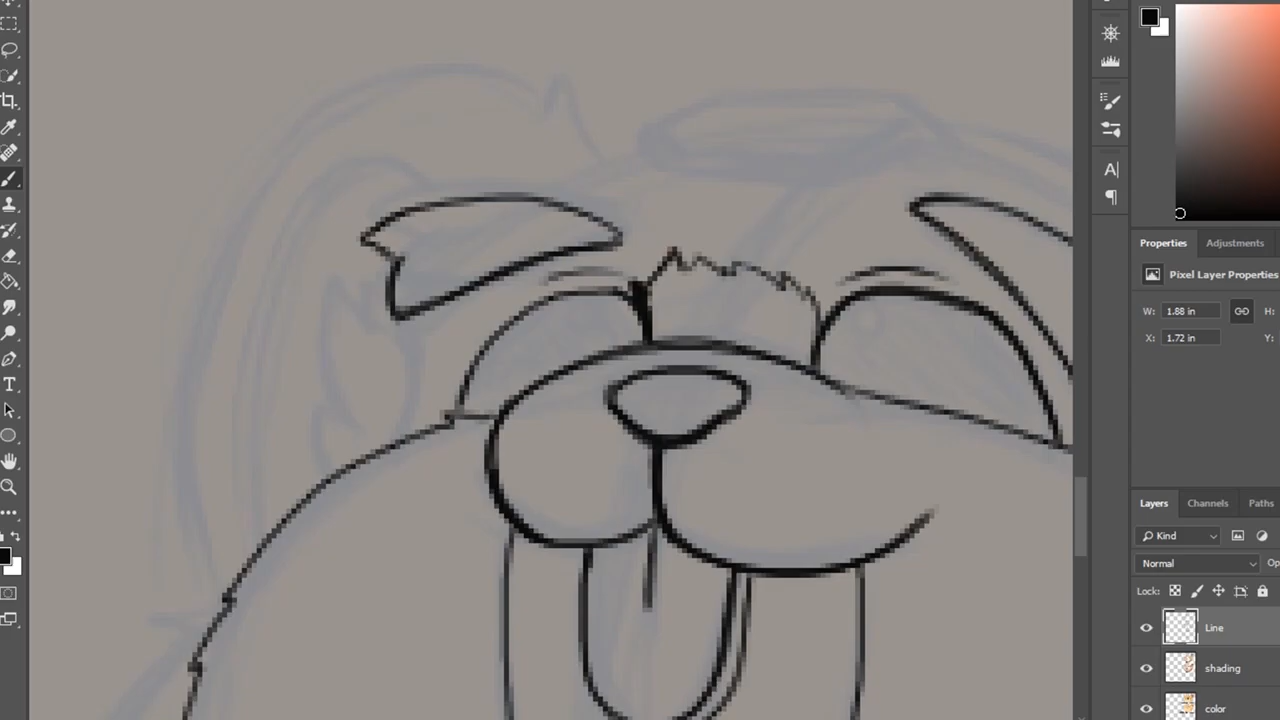 Properties Adjustments
Pixel Layer Properties
W: 1.88 in H:
X: 1.72 in Y:
Layers Channels Paths
Kind
Normal Op
Lock:
Line
shading
color